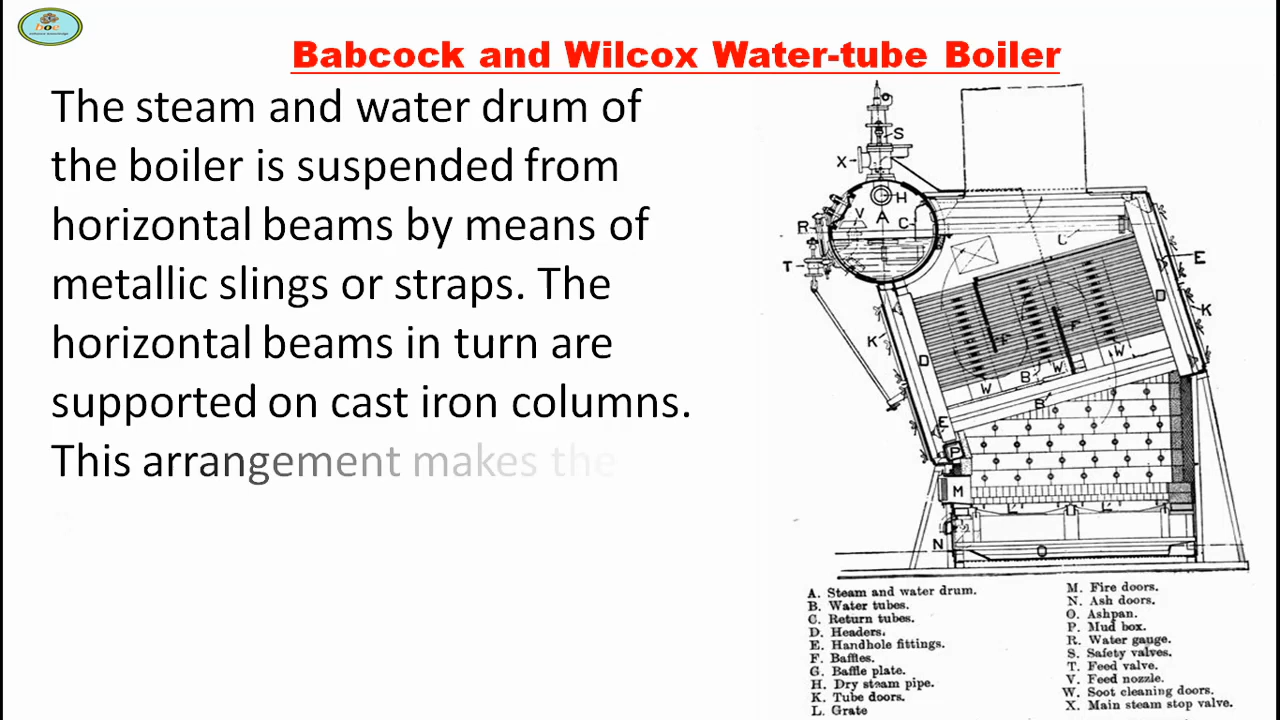 Babcock and Wilcox Water-tube Boiler
The steam and water drum of
the boiler is suspended from
horizontal beams by means of
metallic slings or straps. The
horizontal beams in turn are
supported on cast iron columns.
This arrangement makes the
S
X
H
V
A
R
C
C
T
E
K
K
F
F
D
W
B
W
W
B
E
P
M
L
L
N
O
A. Steam and water drum.
B. Water tubes.
C. Return tubes.
D. Headers.
E. Handhole fittings.
F. Baffles.
G. Baffle plate.
H. Dry steam pipe.
K. Tube doors.
L. Grate
M. Fire doors.
N. Ash doors.
O. Ashpan.
P. Mud box.
R. Water gauge.
S. Safety valves.
T. Feed valve.
V. Feed nozzle.
W. Soot cleaning doors.
X. Main steam stop valve.